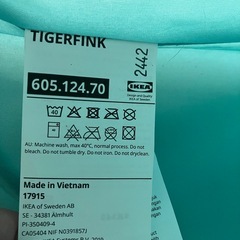 TIGERFINK
605.124.70
2442
IKEA
Design and Quality
IKEA of Sweden
40
AU: Machine wash, max 40°C, normal process. Do not
bleach. Do not tumble dry. Do not iron. Do not dryclean.
Made in Vietnam
17915
IKEA of Sweden AB
SE - 34381 Älmhult
PI-350409-4
CA05404 NIF N0391857J